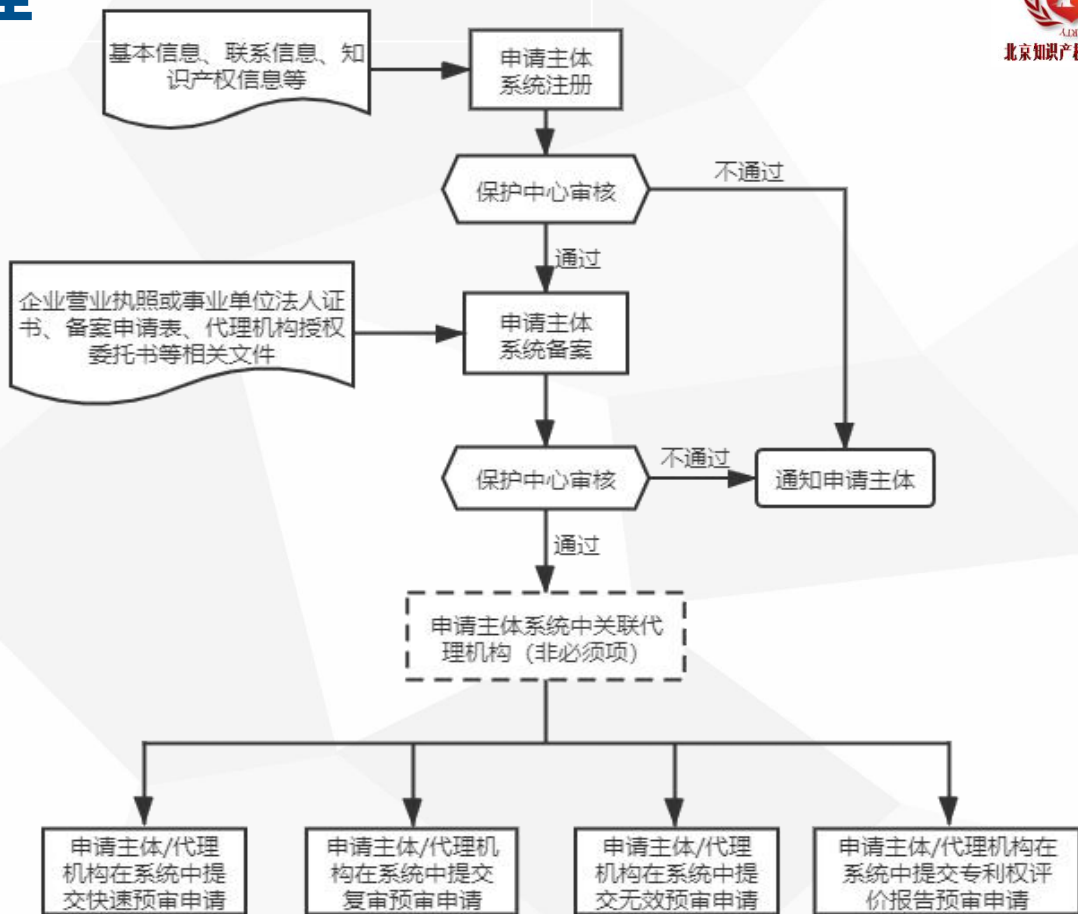 基本信息、联系信息、知
识产权信息等
申请主体
系统注册
保护中心审核
不通过
通过
企业营业执照或事业单位法人证
书、备案申请表、代理机构授权
委托书等相关文件
申请主体
系统备案
保护中心审核
不通过
通知申请主体
通过
申请主体系统中关联代
理机构（非必须项）
申请主体/代理
机构在系统中提
交快速预审申请
申请主体/代理机
构在系统中提交
复审预审申请
申请主体/代理
机构在系统中提
交无效预审申请
申请主体/代理机构在
系统中提交专利权评
价报告预审申请
北京知识产